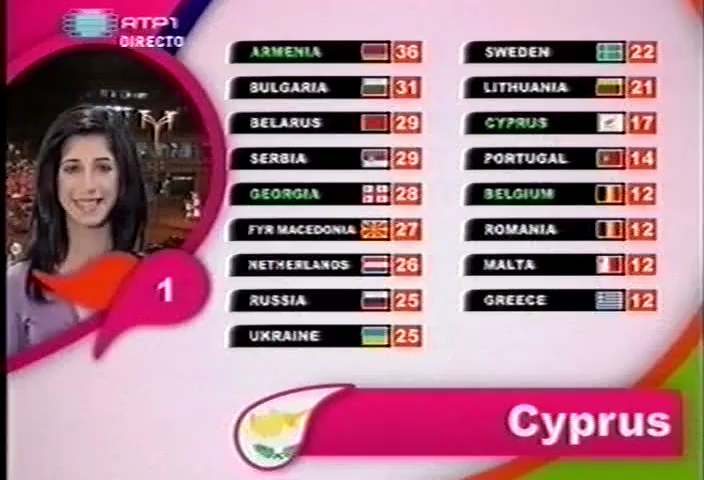 RTP1
DIRECTO
ARMENIA 36
BULGARIA 31
BELARUS 29
SERBIA 29
GEORGIA 28
FYR MACEDONIA 27
NETHERLANDS 26
RUSSIA 25
UKRAINE 25
SWEDEN 22
LITHUANIA 21
CYPRUS 17
PORTUGAL 14
BELGIUM 12
ROMANIA 12
MALTA 12
GREECE 12
1
Cyprus